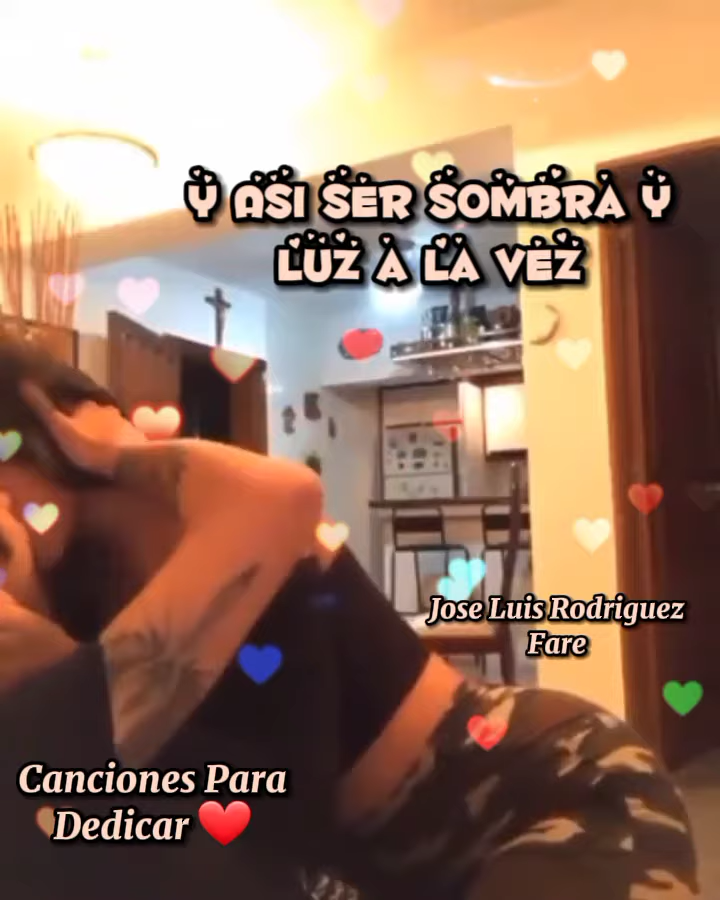 Y ASI SER SOMBRA Y
LUZ A LA VEZ
Jose Luis Rodriguez
Fare
Canciones Para
Dedicar ❤️